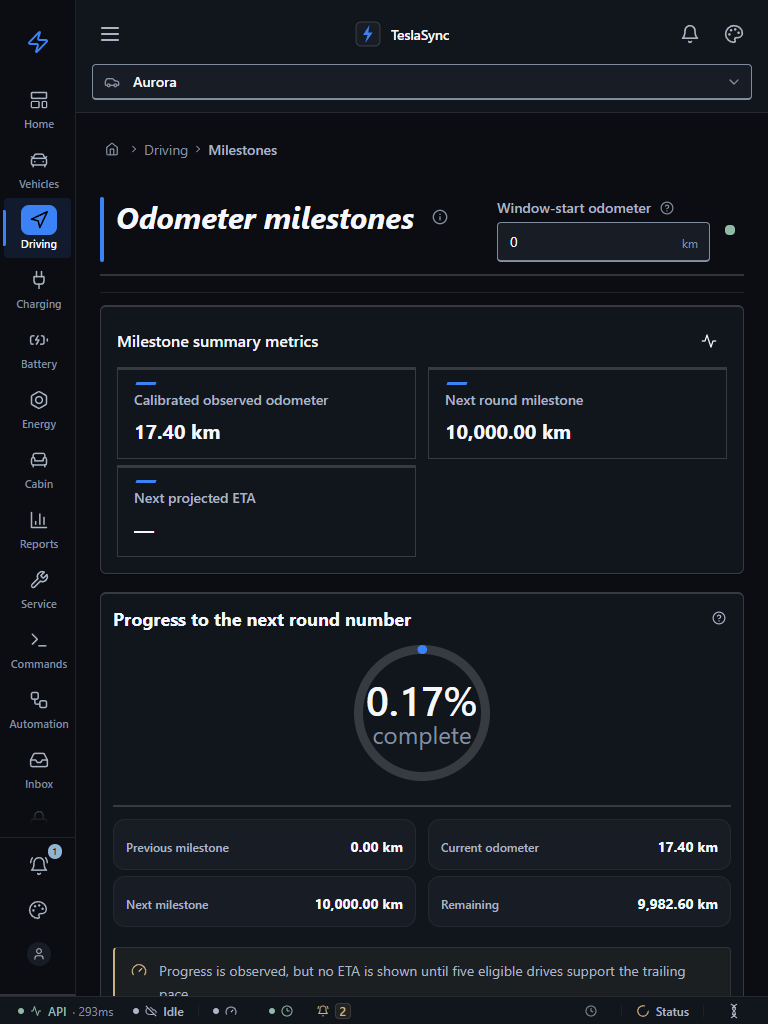 TeslaSync
Aurora
Home
Vehicles
Driving
Charging
Battery
Energy
Cabin
Reports
Service
Commands
Automation
Inbox
1
Driving
Milestones
Odometer milestones
Window-start odometer
0 km
Milestone summary metrics
Calibrated observed odometer
17.40 km
Next round milestone
10,000.00 km
Next projected ETA
—
Progress to the next round number
0.17%
complete
Previous milestone 0.00 km
Current odometer 17.40 km
Next milestone 10,000.00 km
Remaining 9,982.60 km
Progress is observed, but no ETA is shown until five eligible drives support the trailing
pace.
API · 293ms Idle 2 Status